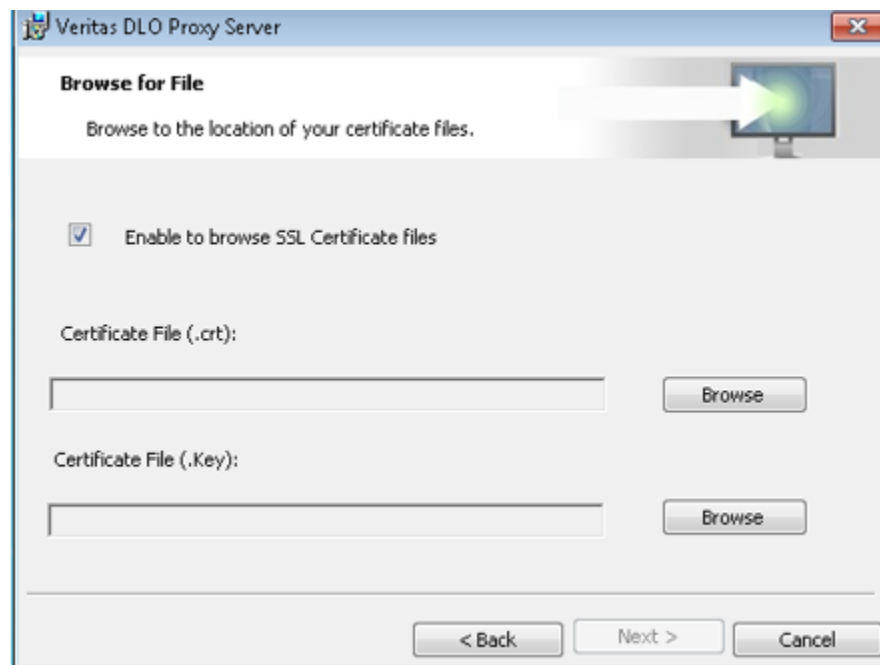 Veritas DLO Proxy Server
Browse for File
Browse to the location of your certificate files.
Enable to browse SSL Certificate files
Certificate File (.crt):
Browse
Certificate File (.Key):
Browse
< Back
Next >
Cancel